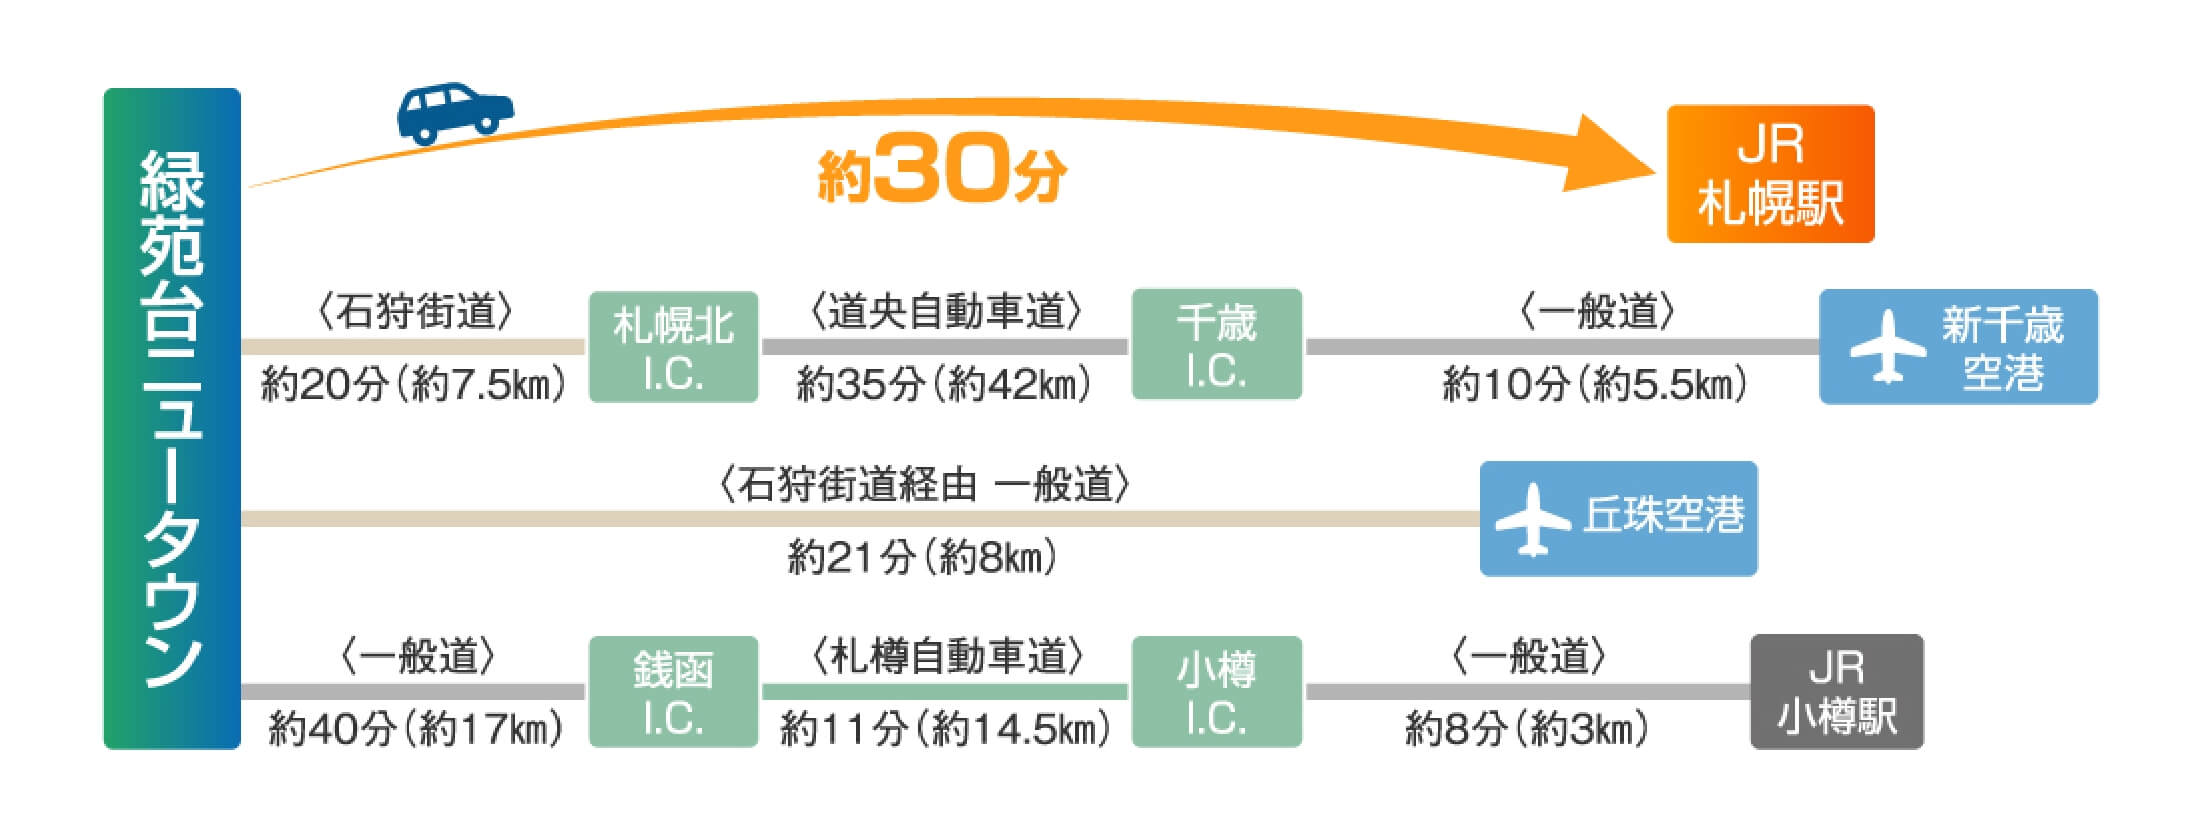 緑苑台ニュータウン
約30分
JR
札幌駅
〈石狩街道〉
約20分(約7.5㎞)
札幌北
I.C.
〈道央自動車道〉
約35分(約42㎞)
千歳
I.C.
〈一般道〉
約10分(約5.5㎞)
新千歳
空港
〈石狩街道経由 一般道〉
約21分(約8㎞)
丘珠空港
〈一般道〉
約40分(約17㎞)
銭函
I.C.
〈札樽自動車道〉
約11分(約14.5㎞)
小樽
I.C.
〈一般道〉
約8分(約3㎞)
JR
小樽駅